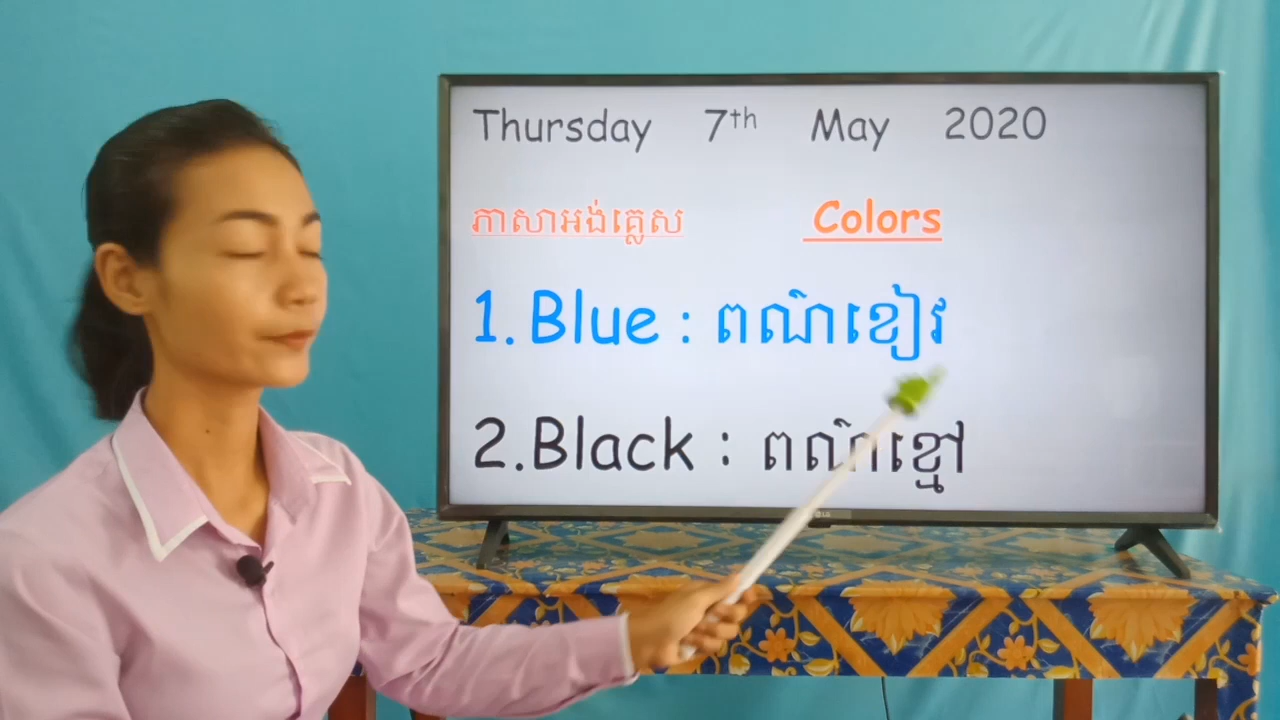 Thursday 7th May 2020
ភាសាអង់គ្លេស Colors
1. Blue : ពណ៌ខៀវ
2.Black : ពណ៌ខ្មៅ
LG